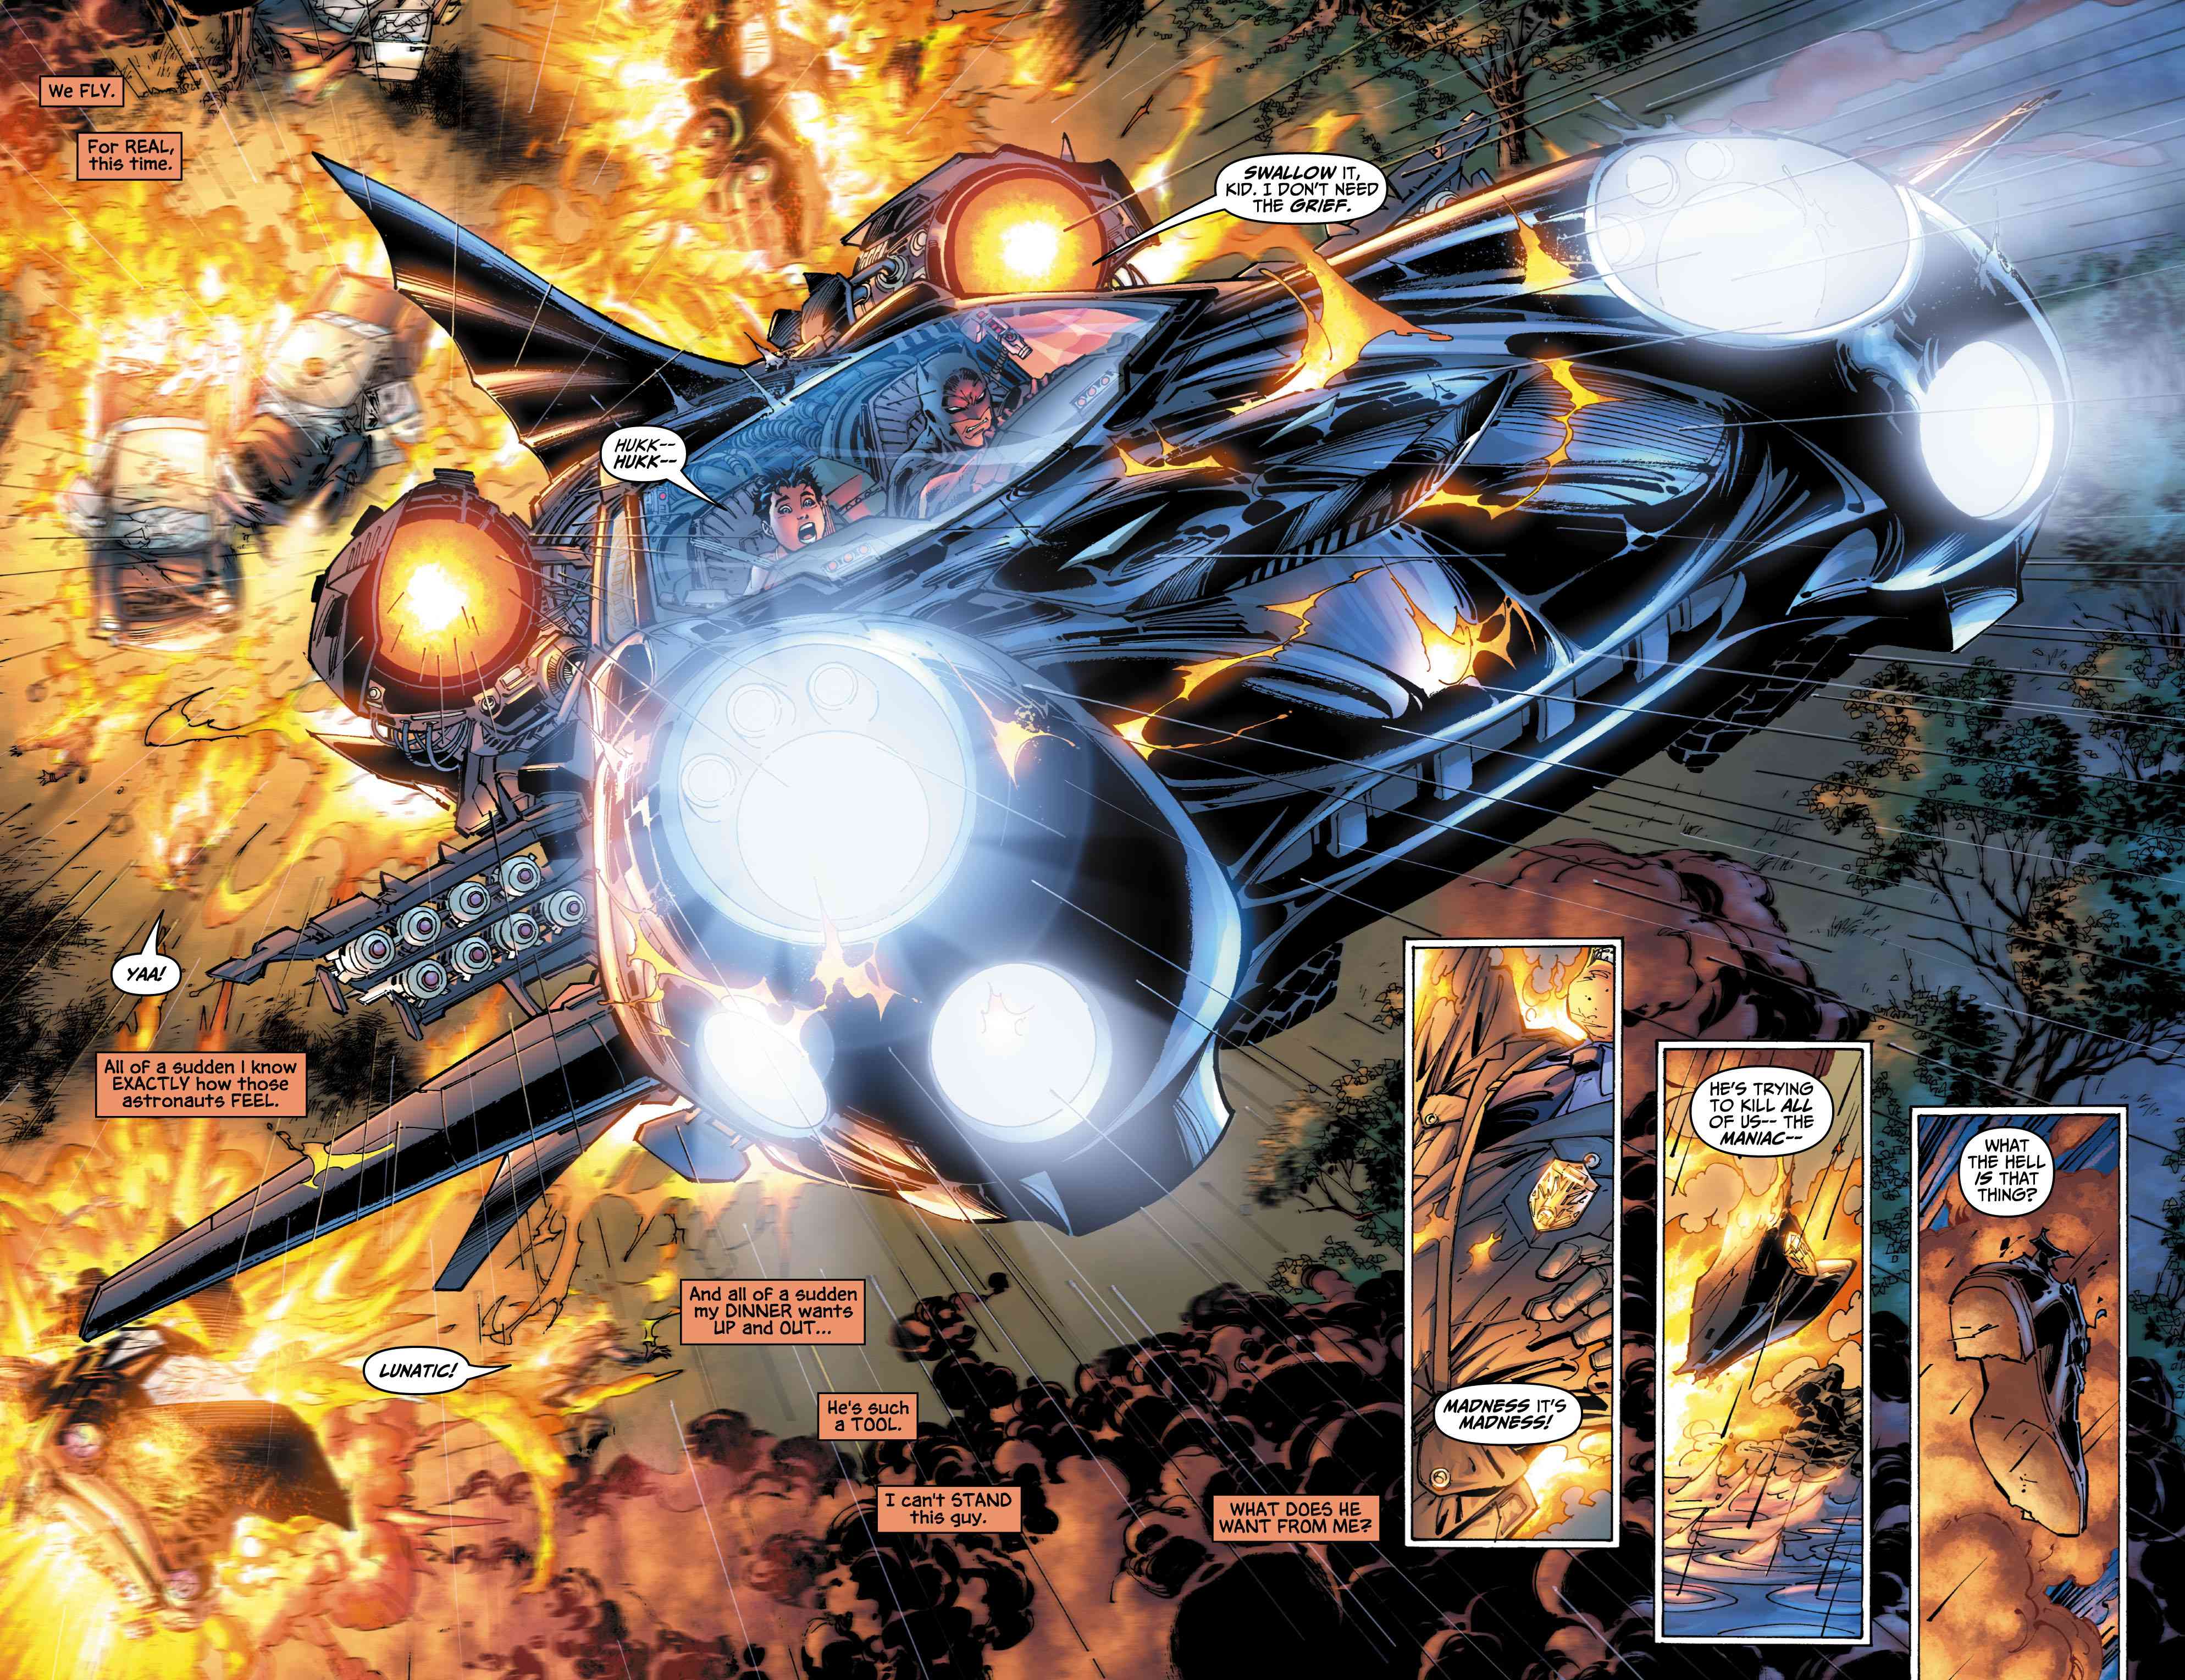 We FLY.
For REAL,
this time.
SWALLOW IT,
KID. I DON'T NEED
THE GRIEF.
HUKK--
HUKK--
YAA!
All of a sudden I know
EXACTLY how those
astronauts FEEL.
And all of a sudden
my DINNER wants
UP and OUT...
LUNATIC!
He's such
a TOOL.
I can't STAND
this guy.
WHAT DOES HE
WANT FROM ME?
MADNESS IT'S
MADNESS!
HE'S TRYING
TO KILL ALL
OF US-- THE
MANIAC--
WHAT
THE HELL
IS THAT
THING?